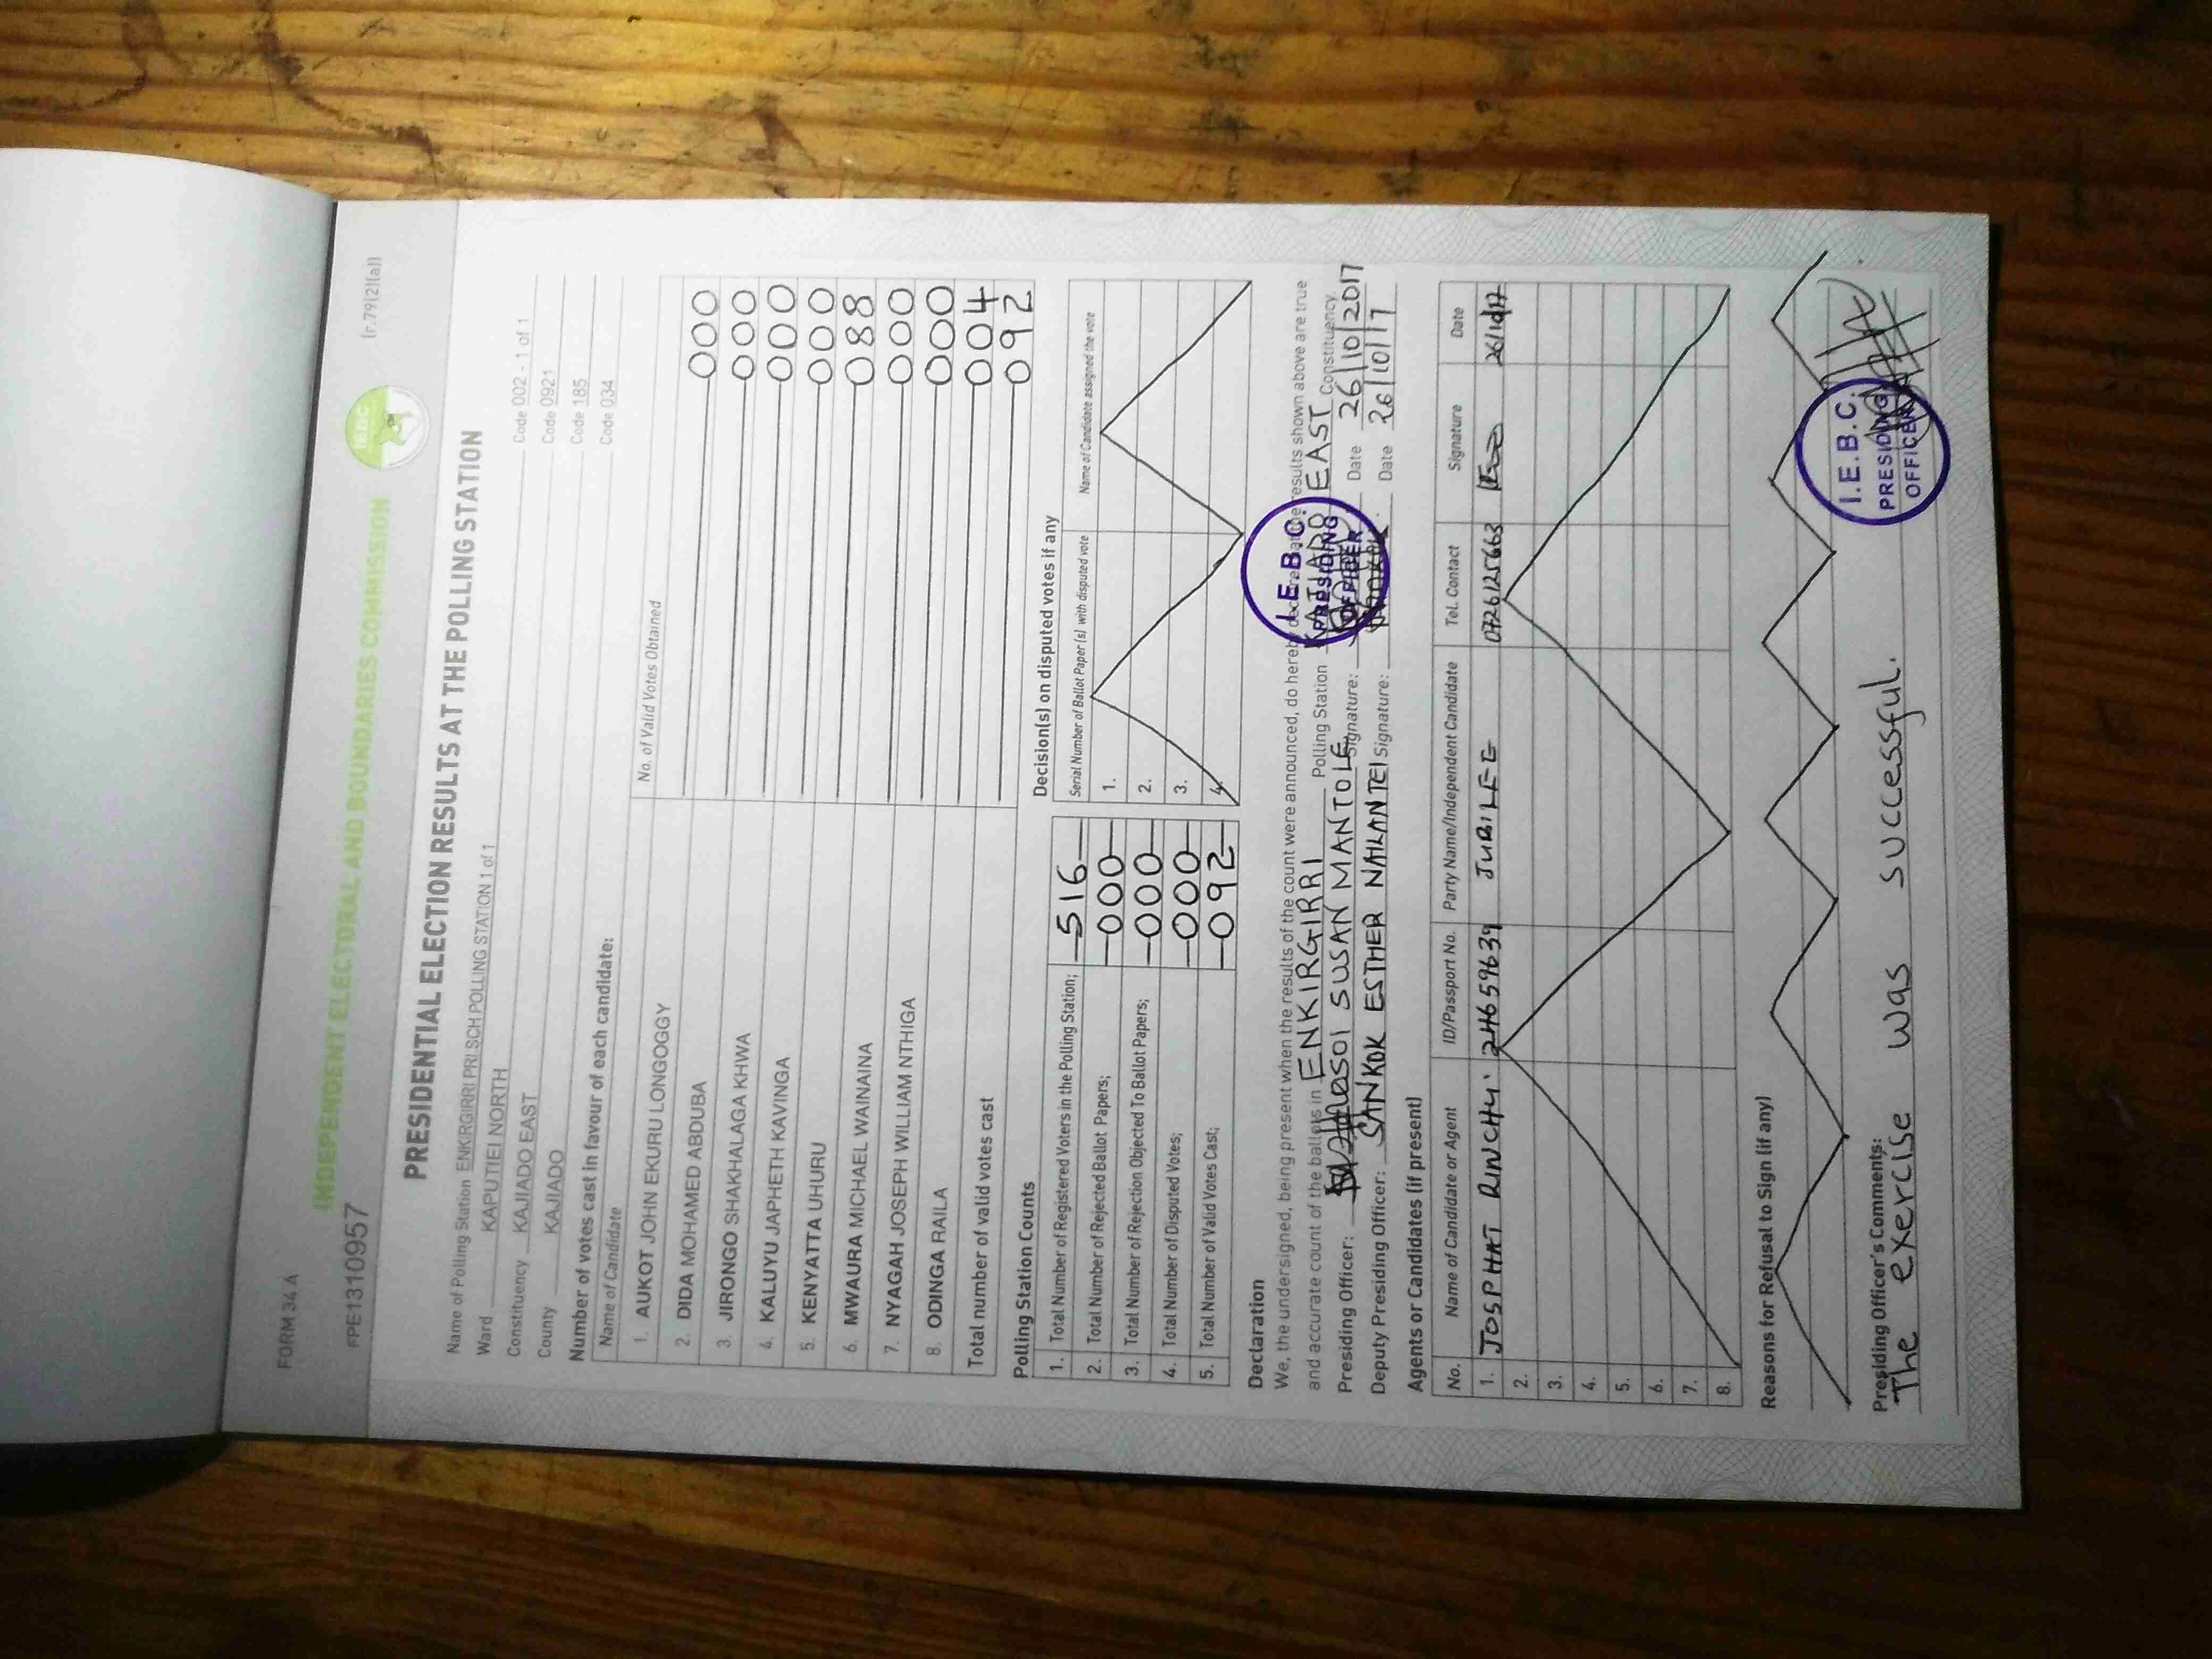 FORM 34A (r.79(2)(a))
FPE1310957
IEBC
INDEPENDENT ELECTORAL AND BOUNDARIES COMMISSION
PRESIDENTIAL ELECTION RESULTS AT THE POLLING STATION
Name of Polling Station ENKIRGIRRI PRI SCH POLLING STATION 1 of 1 Code 002 - 1 of 1
Ward KAPUTIEI NORTH Code 0921
Constituency KAJIADO EAST Code 185
County KAJIADO Code 034
Number of votes cast in favour of each candidate:
Name of Candidate No. of Valid Votes Obtained
1. AUKOT JOHN EKURU LONGOGGY 000
2. DIDA MOHAMED ABDUBA 000
3. JIRONGO SHAKHALAGA KHWA 000
4. KALUYU JAPHETH KAVINGA 000
5. KENYATTA UHURU 088
6. MWAURA MICHAEL WAINAINA 000
7. NYAGAH JOSEPH WILLIAM NTHIGA 000
8. ODINGA RAILA 004
Total number of valid votes cast 092
Polling Station Counts
1. Total Number of Registered Voters in the Polling Station; 516
2. Total Number of Rejected Ballot Papers; 000
3. Total Number of Rejection Objected To Ballot Papers; 000
4. Total Number of Disputed Votes; 000
5. Total Number of Valid Votes Cast; 092
Decision(s) on disputed votes if any
Serial Number of Ballot Paper (s) with disputed vote Name of Candidate assigned the vote
1.
2.
3.
4.
Declaration
We, the undersigned, being present when the results of the count were announced, do hereby declare that the results shown above are true
and accurate count of the ballots in ENKIRGIRRI Polling Station KAJIADO EAST Constituency
Presiding Officer: SOI SUSAN MANTOLE Signature: Date 26/10/2017
Deputy Presiding Officer: SANKOK ESTHER NAILANTEI Signature: Date 26/10/17
I.E.B.C.
PRESIDING
OFFICER
Agents or Candidates (if present)
No. Name of Candidate or Agent ID/Passport No. Party Name/Independent Candidate Tel. Contact Signature Date
1. JOSPHAT RINCHU JUBILEE 0726125663 26/10/17
2.
3.
4.
5.
6.
7.
8.
Reasons for Refusal to Sign (if any)
Presiding Officer's Comments:
The exercise was successful.
I.E.B.C.
PRESIDING
OFFICER